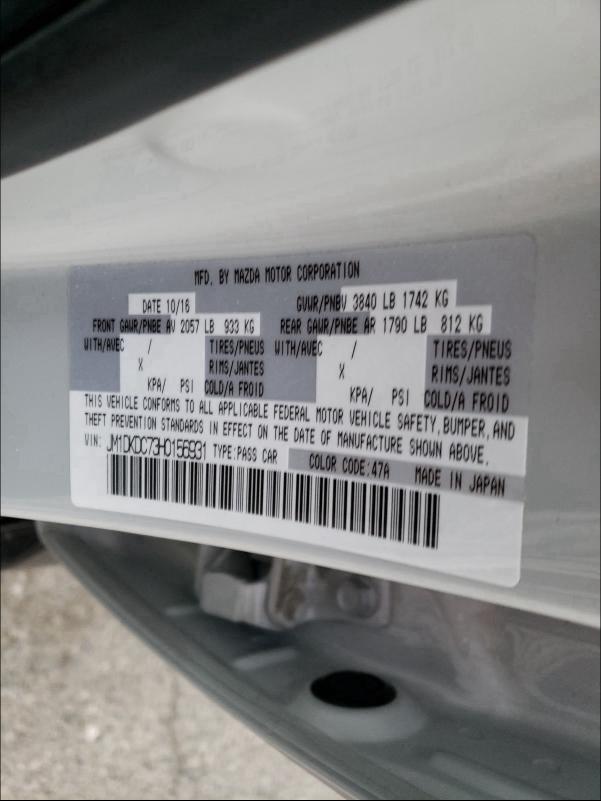 MFD. BY MAZDA MOTOR CORPORATION
DATE 10/16 GVWR/PNBV 3840 LB 1742 KG
FRONT GAWR/PNBE AV 2057 LB 933 KG REAR GAWR/PNBE AR 1790 LB 812 KG
WITH/AVEC / TIRES/PNEUS WITH/AVEC / TIRES/PNEUS
X RIMS/JANTES X RIMS/JANTES
KPA/ PSI COLD/A FROID KPA/ PSI COLD/A FROID
THIS VEHICLE CONFORMS TO ALL APPLICABLE FEDERAL MOTOR VEHICLE SAFETY, BUMPER, AND
THEFT PREVENTION STANDARDS IN EFFECT ON THE DATE OF MANUFACTURE SHOWN ABOVE.
VIN: JM1DKDC73H0156931 TYPE:PASS CAR COLOR CODE:47A MADE IN JAPAN